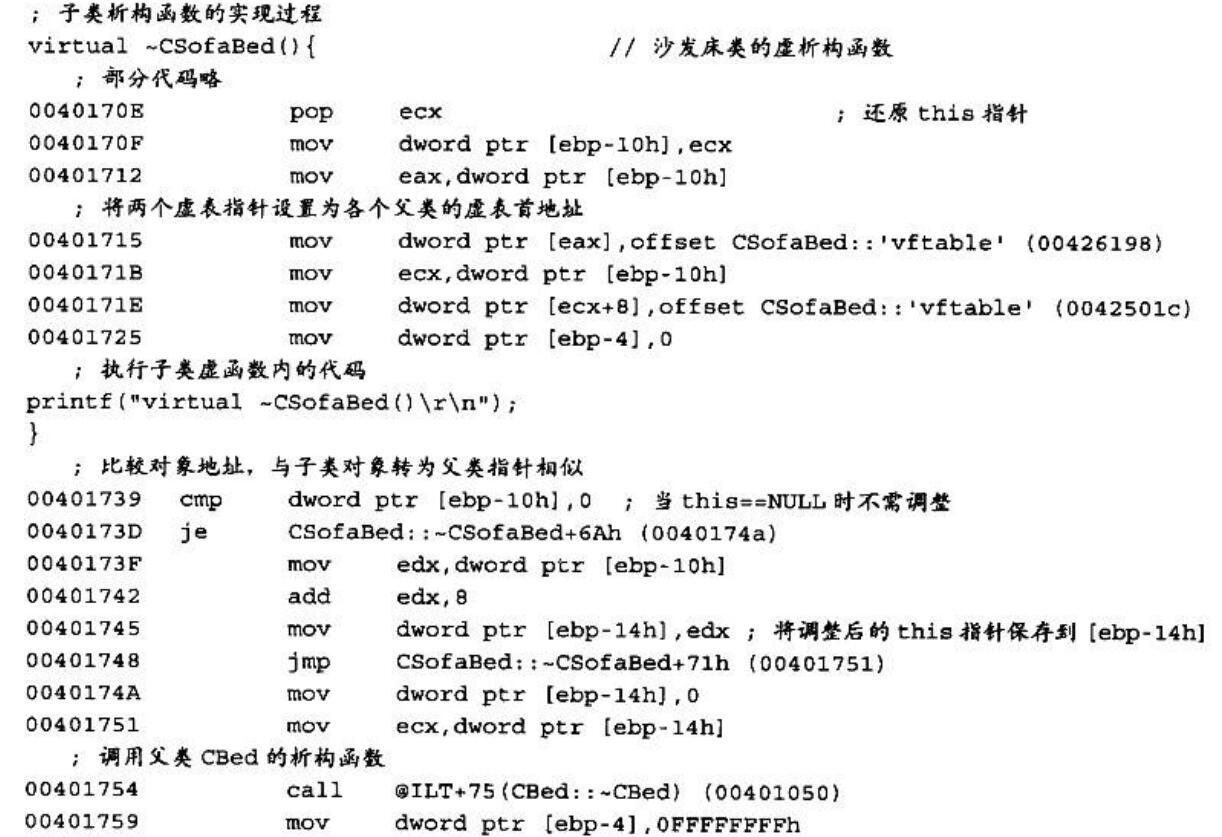 ; 子类析构函数的实现过程
virtual ~CSofaBed(){ // 沙发床类的虚析构函数
; 部分代码略
0040170E pop ecx ; 还原 this 指针
0040170F mov dword ptr [ebp-10h],ecx
00401712 mov eax,dword ptr [ebp-10h]
; 将两个虚表指针设置为各个父类的虚表首地址
00401715 mov dword ptr [eax],offset CSofaBed::'vftable' (00426198)
0040171B mov ecx,dword ptr [ebp-10h]
0040171E mov dword ptr [ecx+8],offset CSofaBed::'vftable' (0042501c)
00401725 mov dword ptr [ebp-4],0
; 执行子类虚函数内的代码
printf("virtual ~CSofaBed()\r\n");
}
; 比较对象地址，与子类对象转为父类指针相似
00401739 cmp dword ptr [ebp-10h],0 ; 当 this==NULL 时不需调整
0040173D je CSofaBed::~CSofaBed+6Ah (0040174a)
0040173F mov edx,dword ptr [ebp-10h]
00401742 add edx,8
00401745 mov dword ptr [ebp-14h],edx ; 将调整后的 this 指针保存到 [ebp-14h]
00401748 jmp CSofaBed::~CSofaBed+71h (00401751)
0040174A mov dword ptr [ebp-14h],0
00401751 mov ecx,dword ptr [ebp-14h]
; 调用父类 CBed 的析构函数
00401754 call @ILT+75(CBed::~CBed) (00401050)
00401759 mov dword ptr [ebp-4],0FFFFFFFFh